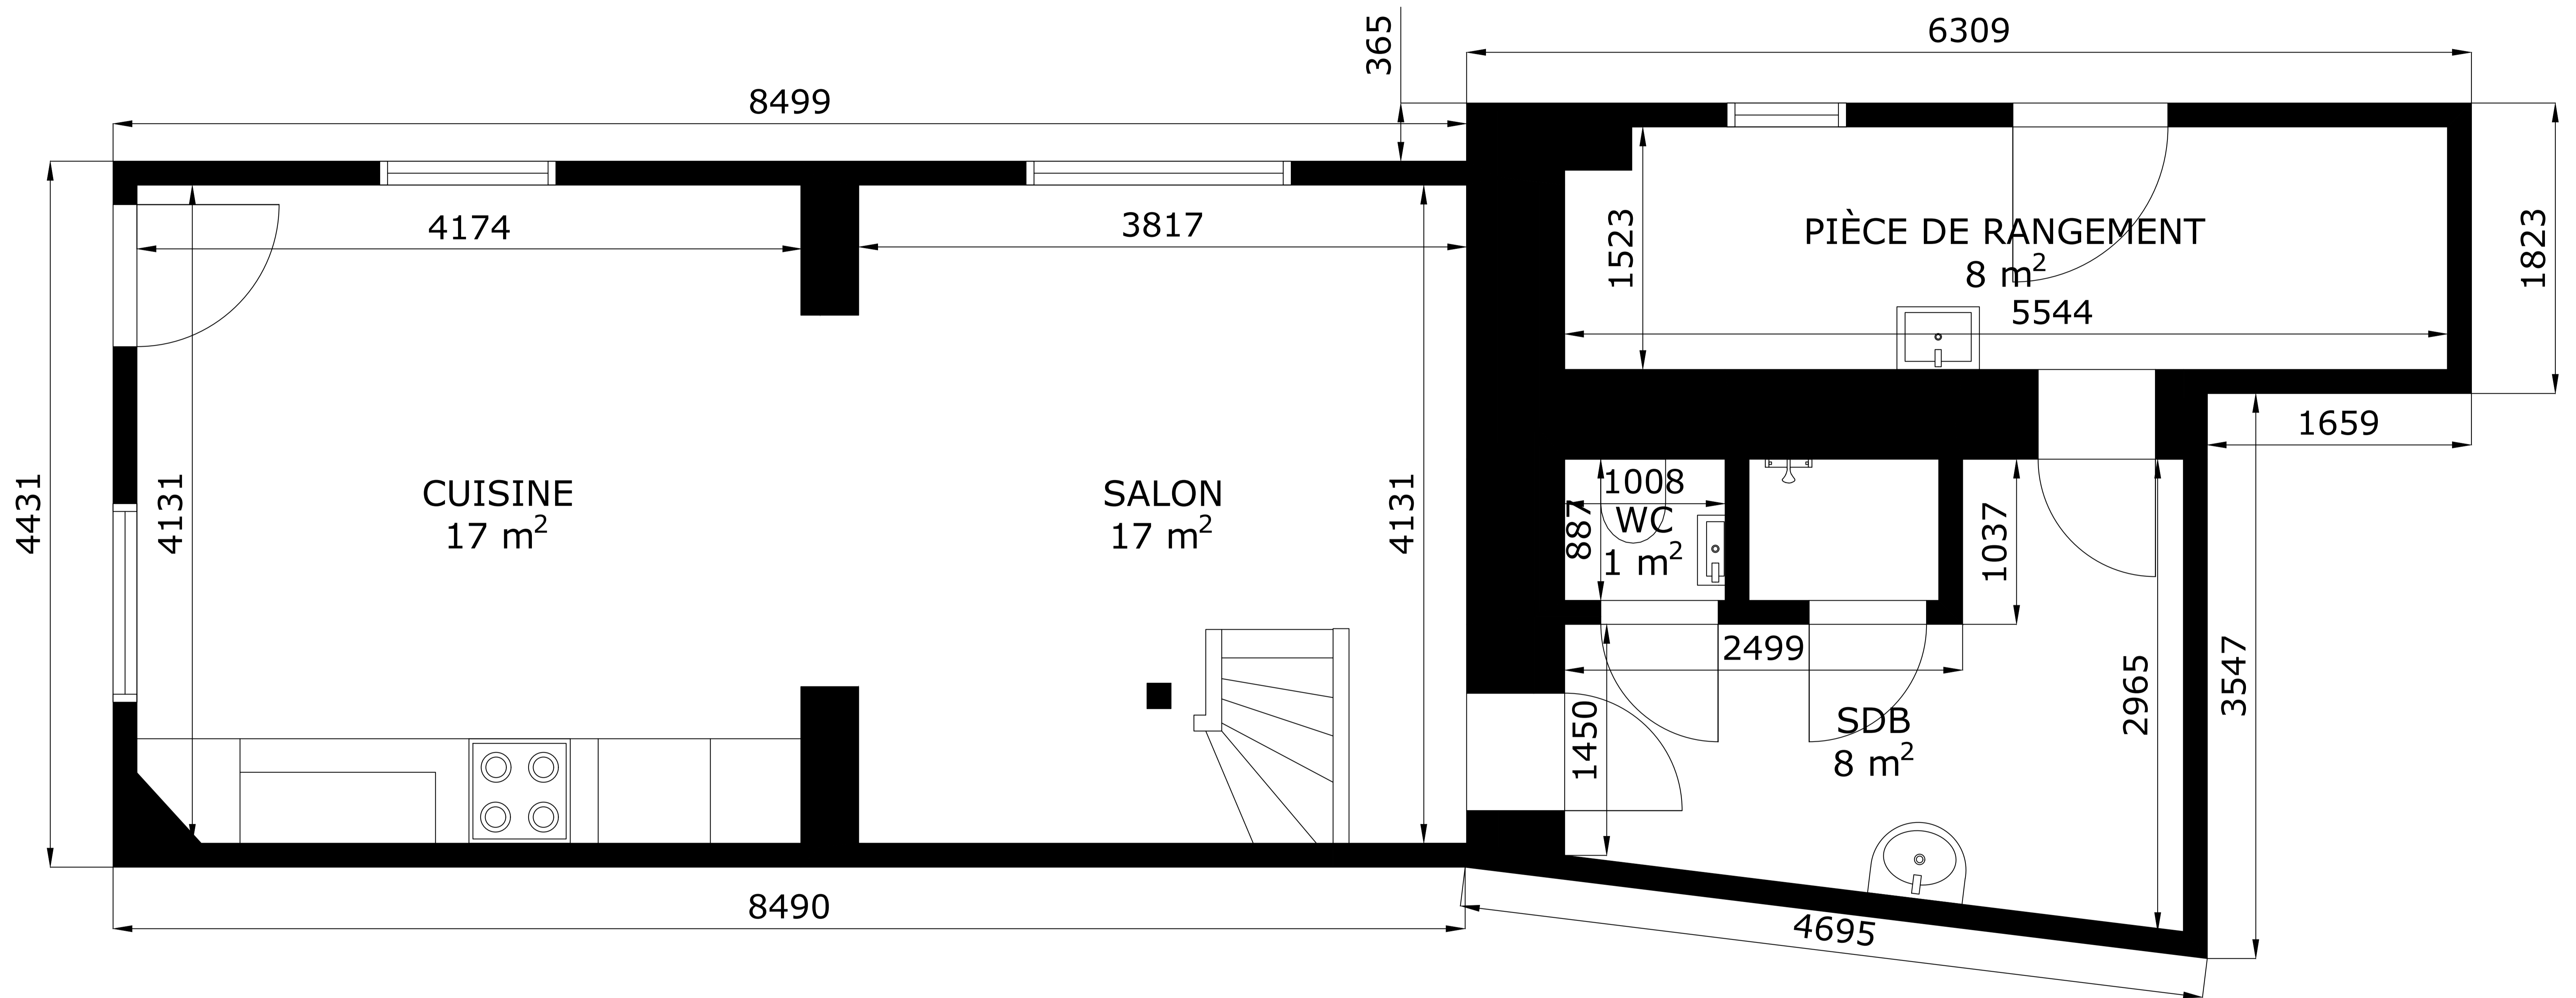 365
6309
8499
4174
3817
1523
PIÈCE DE RANGEMENT
8 m²
5544
1823
1659
4431
4131
CUISINE
17 m²
SALON
17 m²
4131
1008
887
WC
1 m²
1037
2499
1450
SDB
8 m²
2965
3547
8490
4695